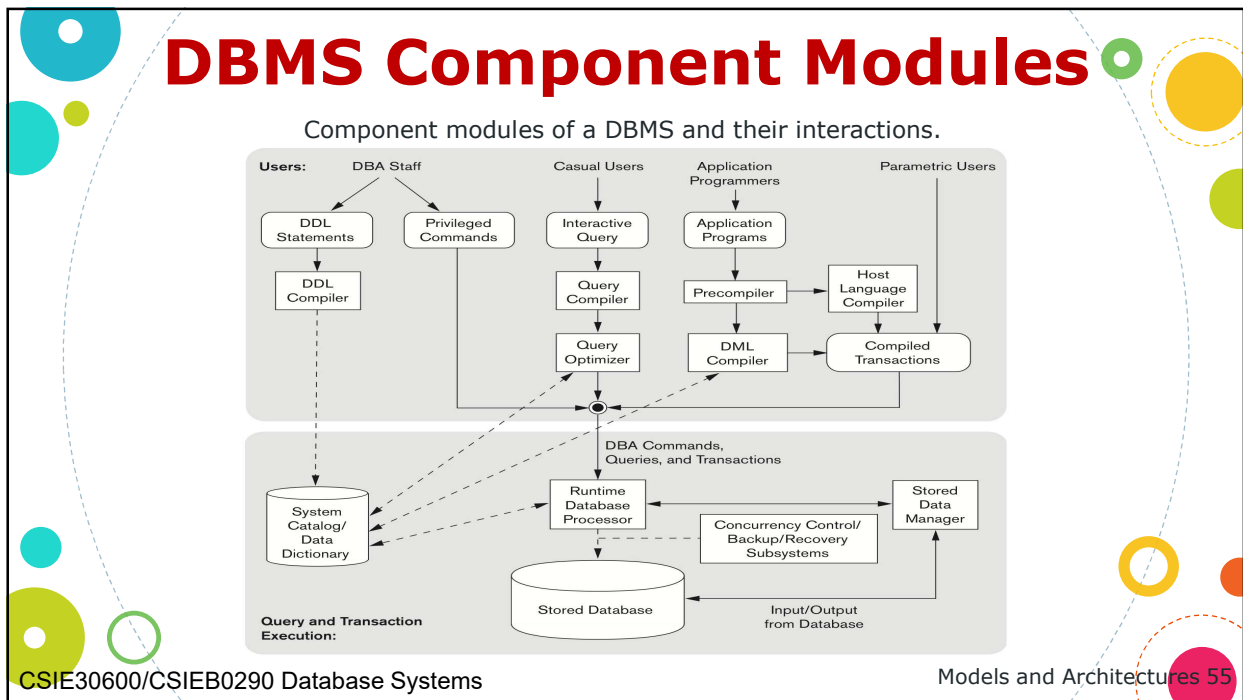 DBMS Component Modules
Component modules of a DBMS and their interactions.
Users:
DBA Staff
Casual Users
Application
Programmers
Parametric Users
DDL
Statements
Privileged
Commands
Interactive
Query
Application
Programs
DDL
Compiler
Query
Compiler
Precompiler
Host
Language
Compiler
Query
Optimizer
DML
Compiler
Compiled
Transactions
DBA Commands,
Queries, and Transactions
System
Catalog/
Data
Dictionary
Runtime
Database
Processor
Stored
Data
Manager
Concurrency Control/
Backup/Recovery
Subsystems
Stored Database
Input/Output
from Database
Query and Transaction
Execution:
CSIE30600/CSIEB0290 Database Systems
Models and Architectures 55